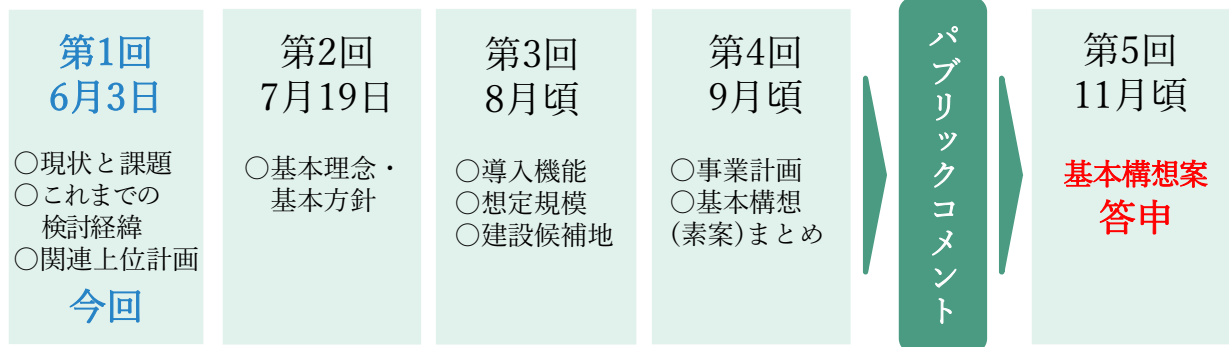 第1回
6月3日
○現状と課題
○これまでの
検討経緯
○関連上位計画
今回
第2回
7月19日
○基本理念・
基本方針
第3回
8月頃
○導入機能
○想定規模
○建設候補地
第4回
9月頃
○事業計画
○基本構想
(素案)まとめ
パブリックコメント
第5回
11月頃
基本構想案
答申